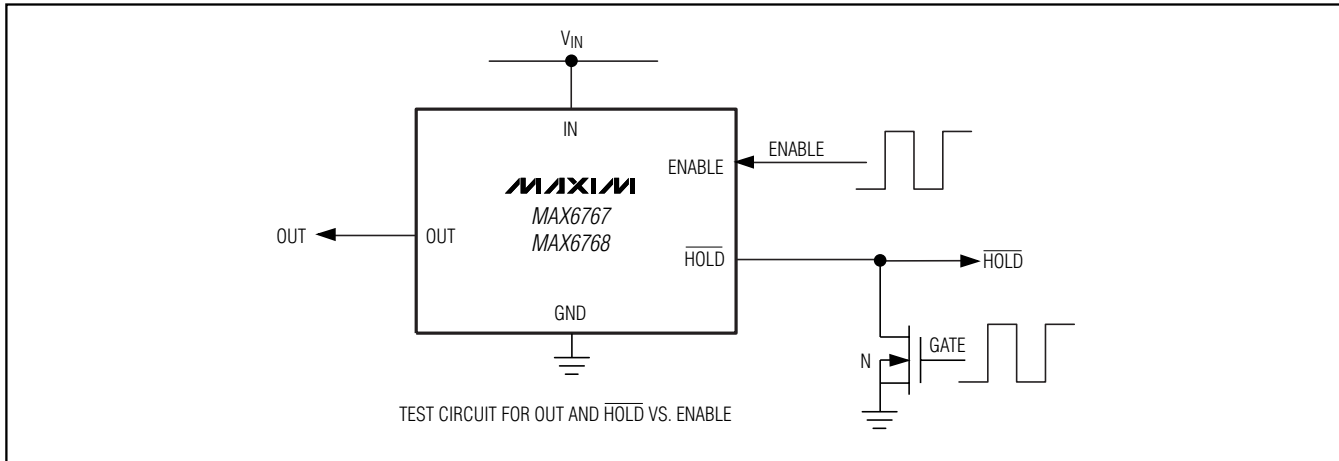 VIN
IN
ENABLE
ENABLE
MAXIM
MAX6767
MAX6768
OUT
OUT
HOLD
HOLD
GND
GATE
N
TEST CIRCUIT FOR OUT AND HOLD VS. ENABLE